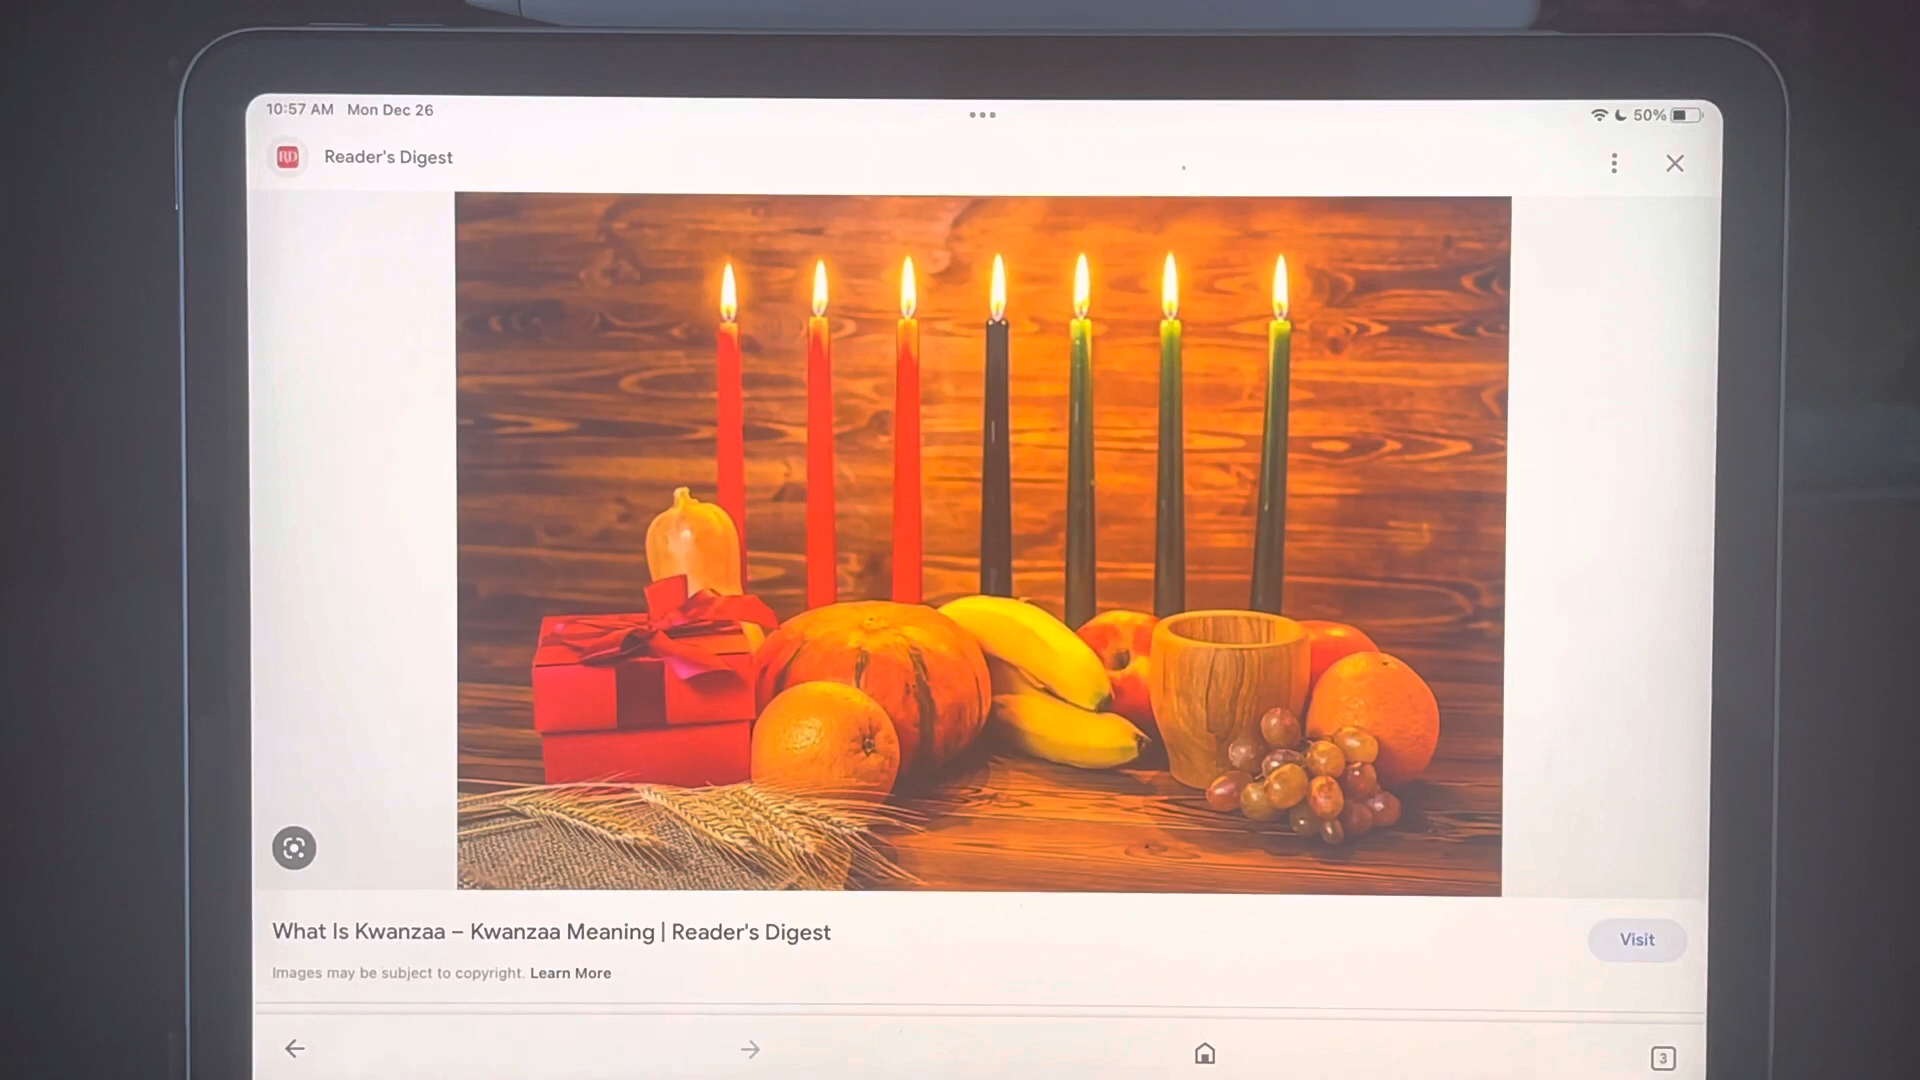 10:57 AM Mon Dec 26
50%
RD Reader's Digest
What Is Kwanzaa – Kwanzaa Meaning | Reader's Digest
Visit
Images may be subject to copyright. Learn More
3